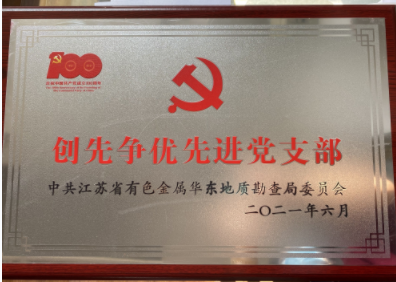 100
创先争优先进党支部
中共江苏省有色金属华东地质勘查局委员会
二〇二一年六月